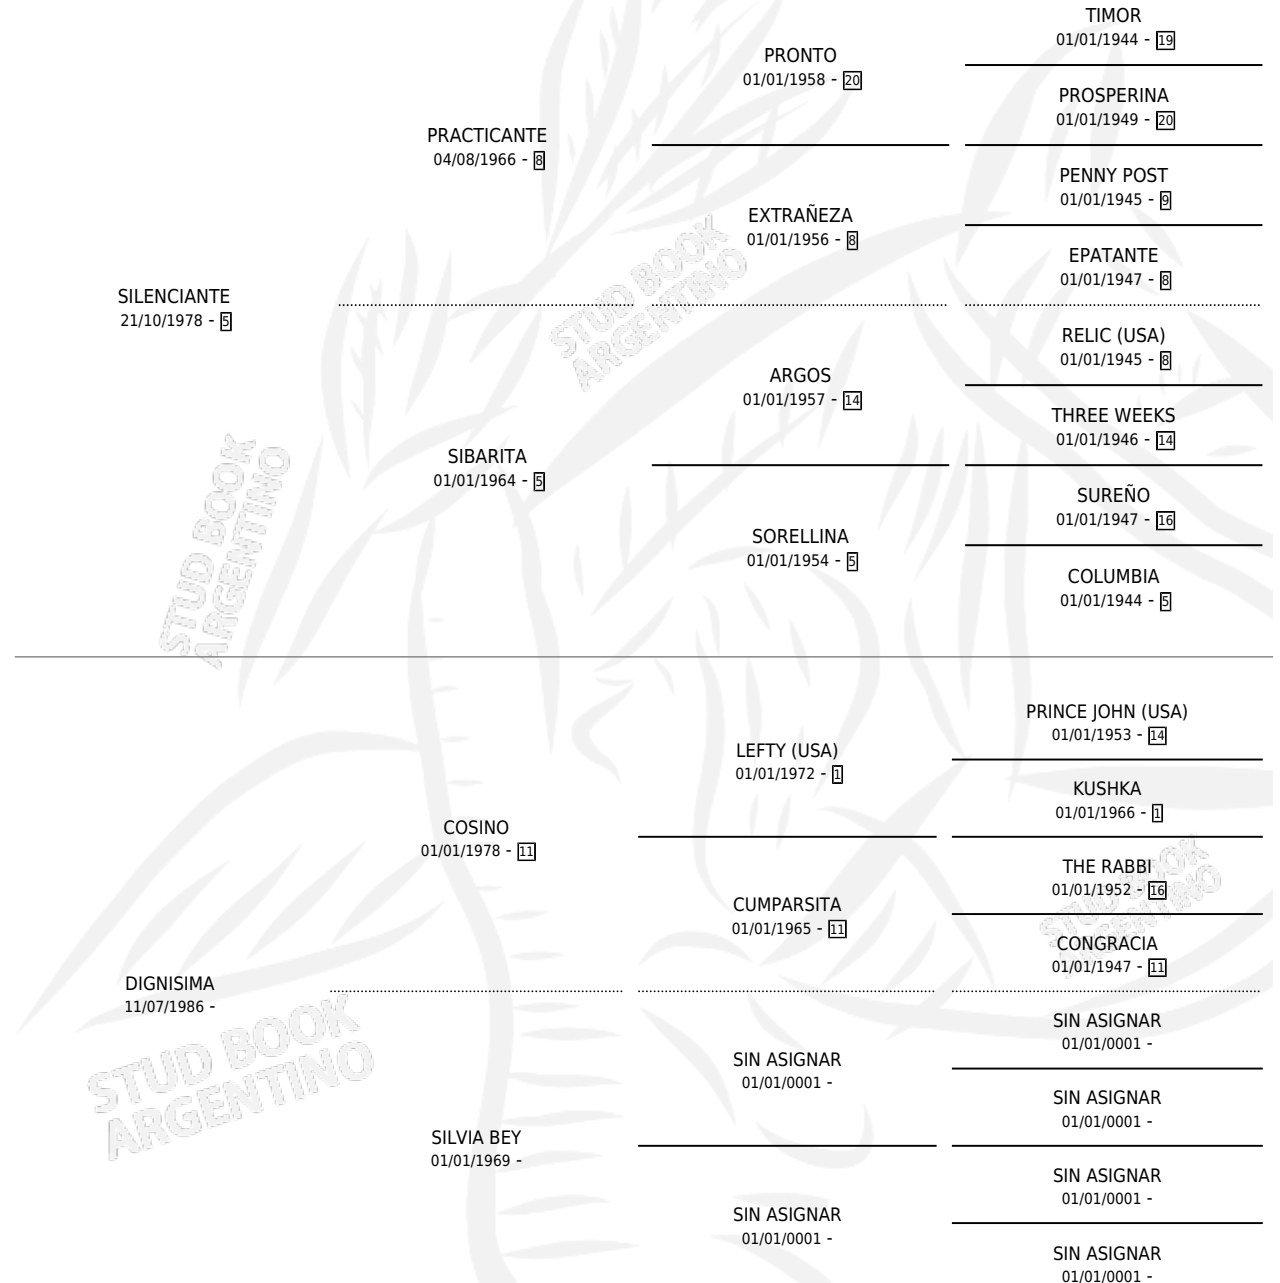 TIMOR
01/01/1944 - 19
PRONTO
01/01/1958 - 20
PROSPERINA
01/01/1949 - 20
PRACTICANTE
04/08/1966 - 8
PENNY POST
01/01/1945 - 9
EXTRAÑEZA
01/01/1956 - 8
EPATANTE
01/01/1947 - 8
SILENCIANTE
21/10/1978 - 5
RELIC (USA)
01/01/1945 - 8
ARGOS
01/01/1957 - 14
THREE WEEKS
01/01/1946 - 14
SIBARITA
01/01/1964 - 5
SUREÑO
01/01/1947 - 16
SORELLINA
01/01/1954 - 5
COLUMBIA
01/01/1944 - 5
PRINCE JOHN (USA)
01/01/1953 - 14
LEFTY (USA)
01/01/1972 - 1
KUSHKA
01/01/1966 - 1
COSINO
01/01/1978 - 11
THE RABBI
01/01/1952 - 16
CUMPARSITA
01/01/1965 - 11
CONGRACIA
01/01/1947 - 11
DIGNISIMA
11/07/1986 -
SIN ASIGNAR
01/01/0001 -
SIN ASIGNAR
01/01/0001 -
SIN ASIGNAR
01/01/0001 -
SILVIA BEY
01/01/1969 -
SIN ASIGNAR
01/01/0001 -
SIN ASIGNAR
01/01/0001 -
SIN ASIGNAR
01/01/0001 -
STUD BOOK
ARGENTINO
STUD BOOK
ARGENTINO
STUD BOOK
ARGENTINO
STUD BOOK
ARGENTINO